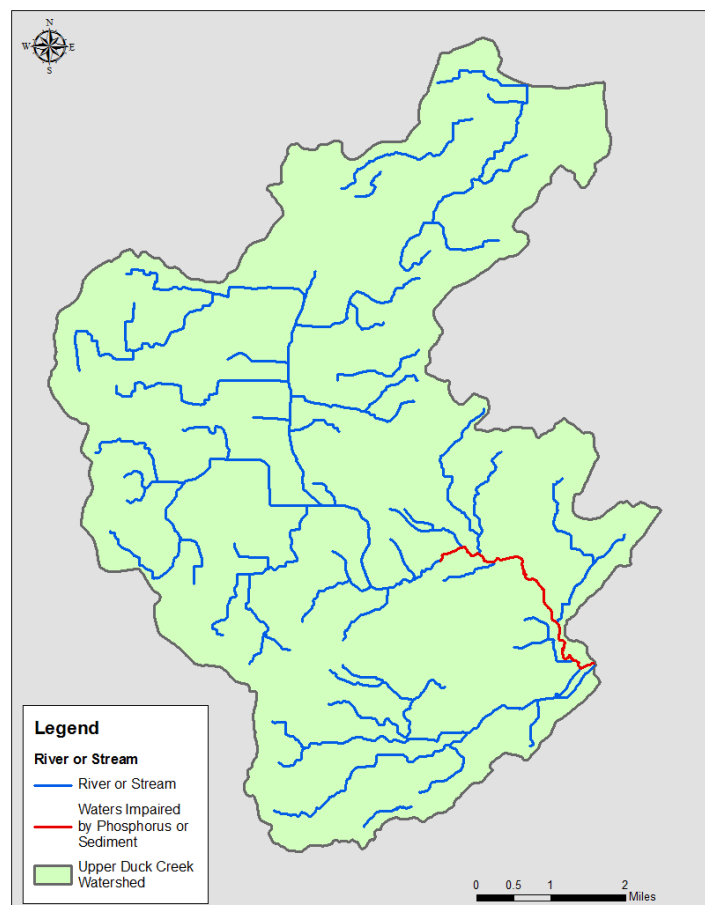 N
W E
S
Legend
River or Stream
River or Stream
Waters Impaired
by Phosphorus or
Sediment
Upper Duck Creek
Watershed
0 0.5 1 2
Miles